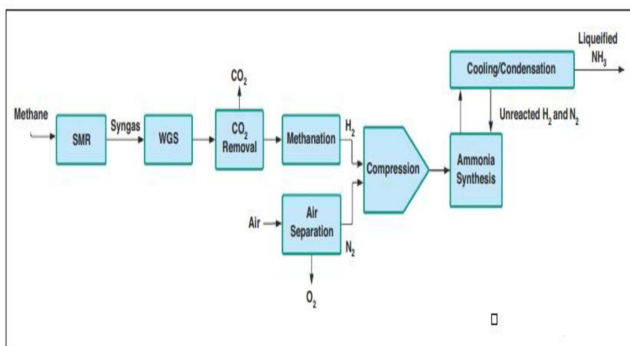 Methane
SMR
Syngas
WGS
CO2
CO2
Removal
Methanation
H2
Air
Air
Separation
N2
O2
Compression
Ammonia
Synthesis
Unreacted H2 and N2
Cooling/Condensation
Liqueified
NH3